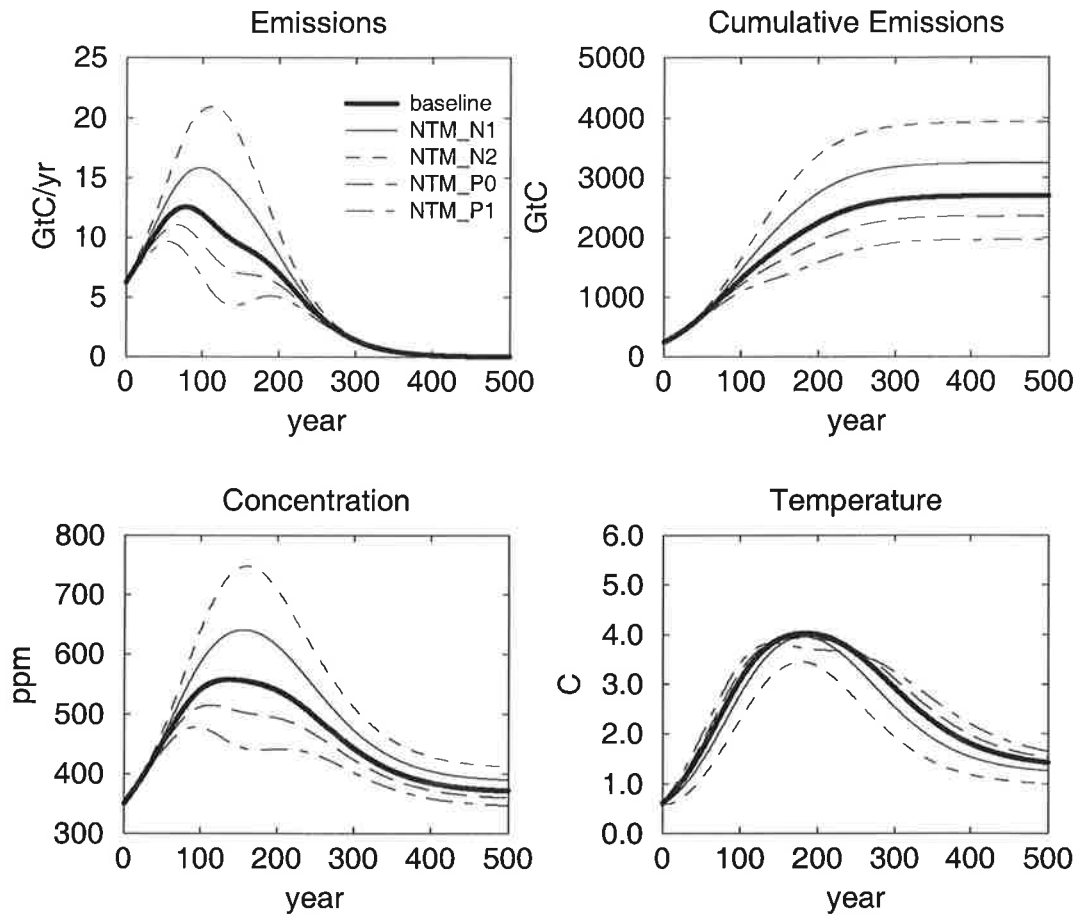 Emissions
25
20
15
10
5
0
GtC/yr
baseline
NTM_N1
NTM_N2
NTM_P0
NTM_P1
0 100 200 300 400 500
year
Cumulative Emissions
5000
4000
3000
2000
1000
0
GtC
0 100 200 300 400 500
year
Concentration
800
700
600
500
400
300
ppm
0 100 200 300 400 500
year
Temperature
6.0
5.0
4.0
3.0
2.0
1.0
0.0
C
0 100 200 300 400 500
year